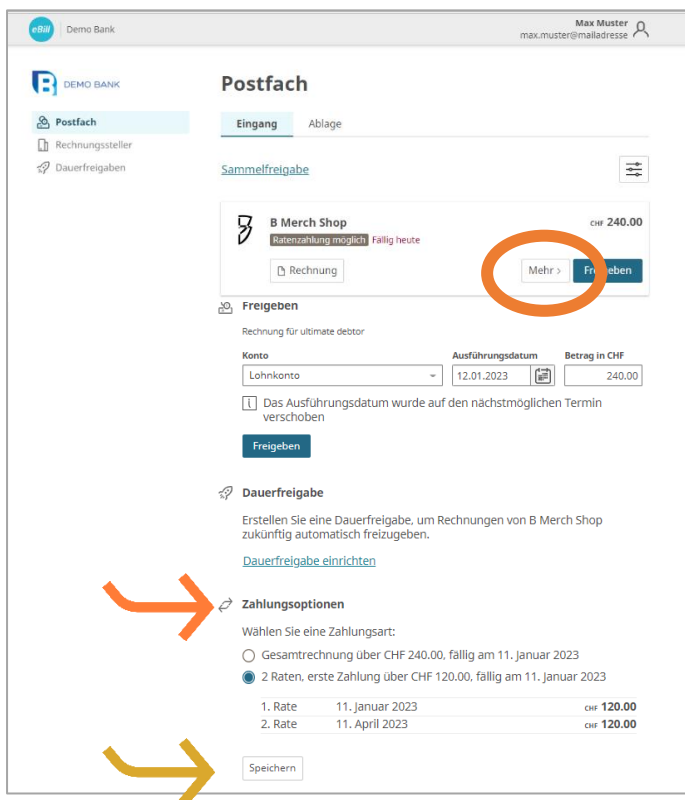 eBill Demo Bank
Max Muster
max.muster@mailadresse
DEMO BANK
Postfach
Rechnungssteller
Dauerfreigaben
Postfach
Eingang Ablage
Sammelfreigabe
B Merch Shop CHF 240.00
Ratenzahlung möglich Fällig heute
Rechnung Mehr > Freigeben
Freigeben
Rechnung für ultimate debtor
Konto Ausführungsdatum Betrag in CHF
Lohnkonto 12.01.2023 240.00
Das Ausführungsdatum wurde auf den nächstmöglichen Termin
verschoben
Freigeben
Dauerfreigabe
Erstellen Sie eine Dauerfreigabe, um Rechnungen von B Merch Shop
zukünftig automatisch freizugeben.
Dauerfreigabe einrichten
Zahlungsoptionen
Wählen Sie eine Zahlungsart:
Gesamtrechnung über CHF 240.00, fällig am 11. Januar 2023
2 Raten, erste Zahlung über CHF 120.00, fällig am 11. Januar 2023
1. Rate 11. Januar 2023 CHF 120.00
2. Rate 11. April 2023 CHF 120.00
Speichern